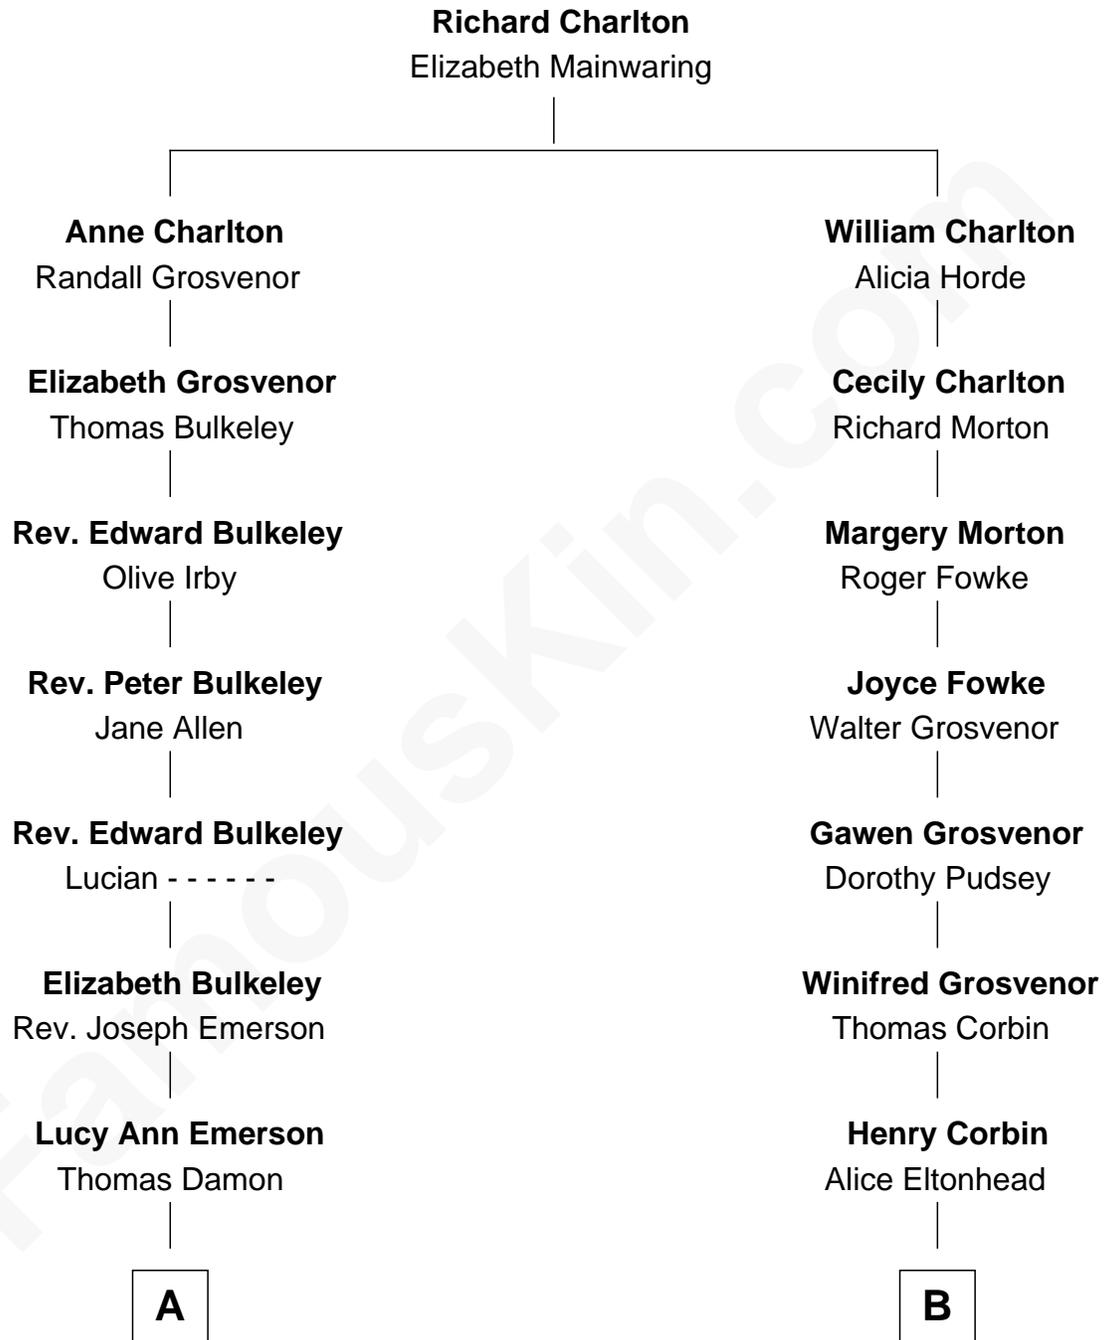 Richard Charlton
Elizabeth Mainwaring
Anne Charlton
Randall Grosvenor
Elizabeth Grosvenor
Thomas Bulkeley
Rev. Edward Bulkeley
Olive Irby
Rev. Peter Bulkeley
Jane Allen
Rev. Edward Bulkeley
Lucian - - - - - -
Elizabeth Bulkeley
Rev. Joseph Emerson
Lucy Ann Emerson
Thomas Damon
A
William Charlton
Alicia Horde
Cecily Charlton
Richard Morton
Margery Morton
Roger Fowke
Joyce Fowke
Walter Grosvenor
Gawen Grosvenor
Dorothy Pudsey
Winifred Grosvenor
Thomas Corbin
Henry Corbin
Alice Eltonhead
B
FamousKin.com